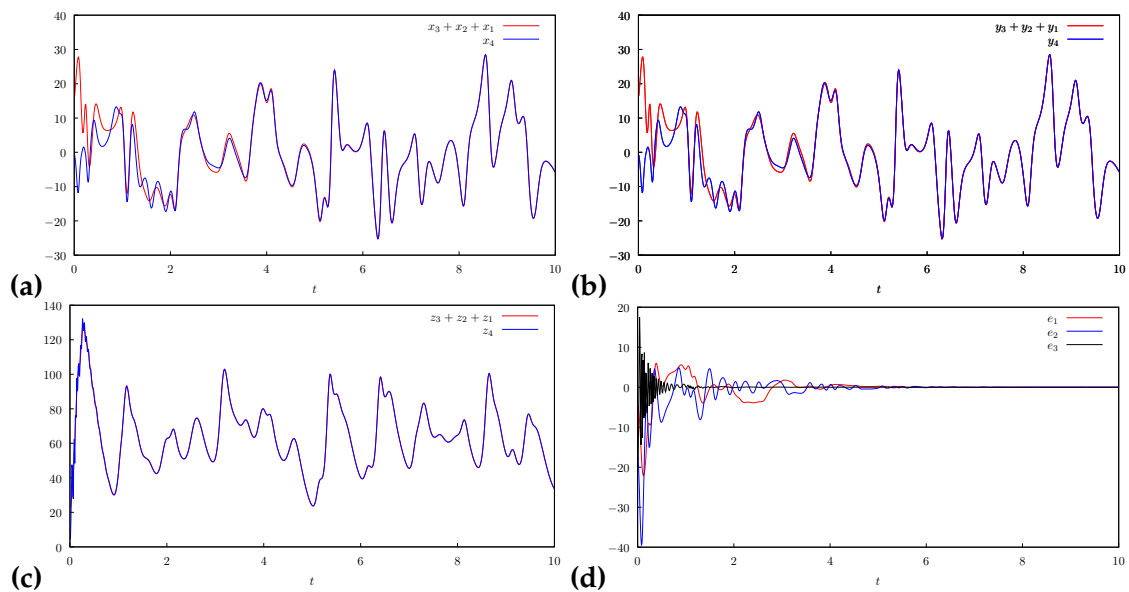 40
30
20
10
0
−10
−20
−30
0 2 4 6 8 10
t
x₃ + x₂ + x₁
x₄
(a)
40
30
20
10
0
−10
−20
−30
0 2 4 6 8 10
t
y₃ + y₂ + y₁
y₄
(b)
140
120
100
80
60
40
20
0
0 2 4 6 8 10
t
z₃ + z₂ + z₁
z₄
(c)
20
10
0
−10
−20
−30
−40
0 2 4 6 8 10
t
e₁
e₂
e₃
(d)